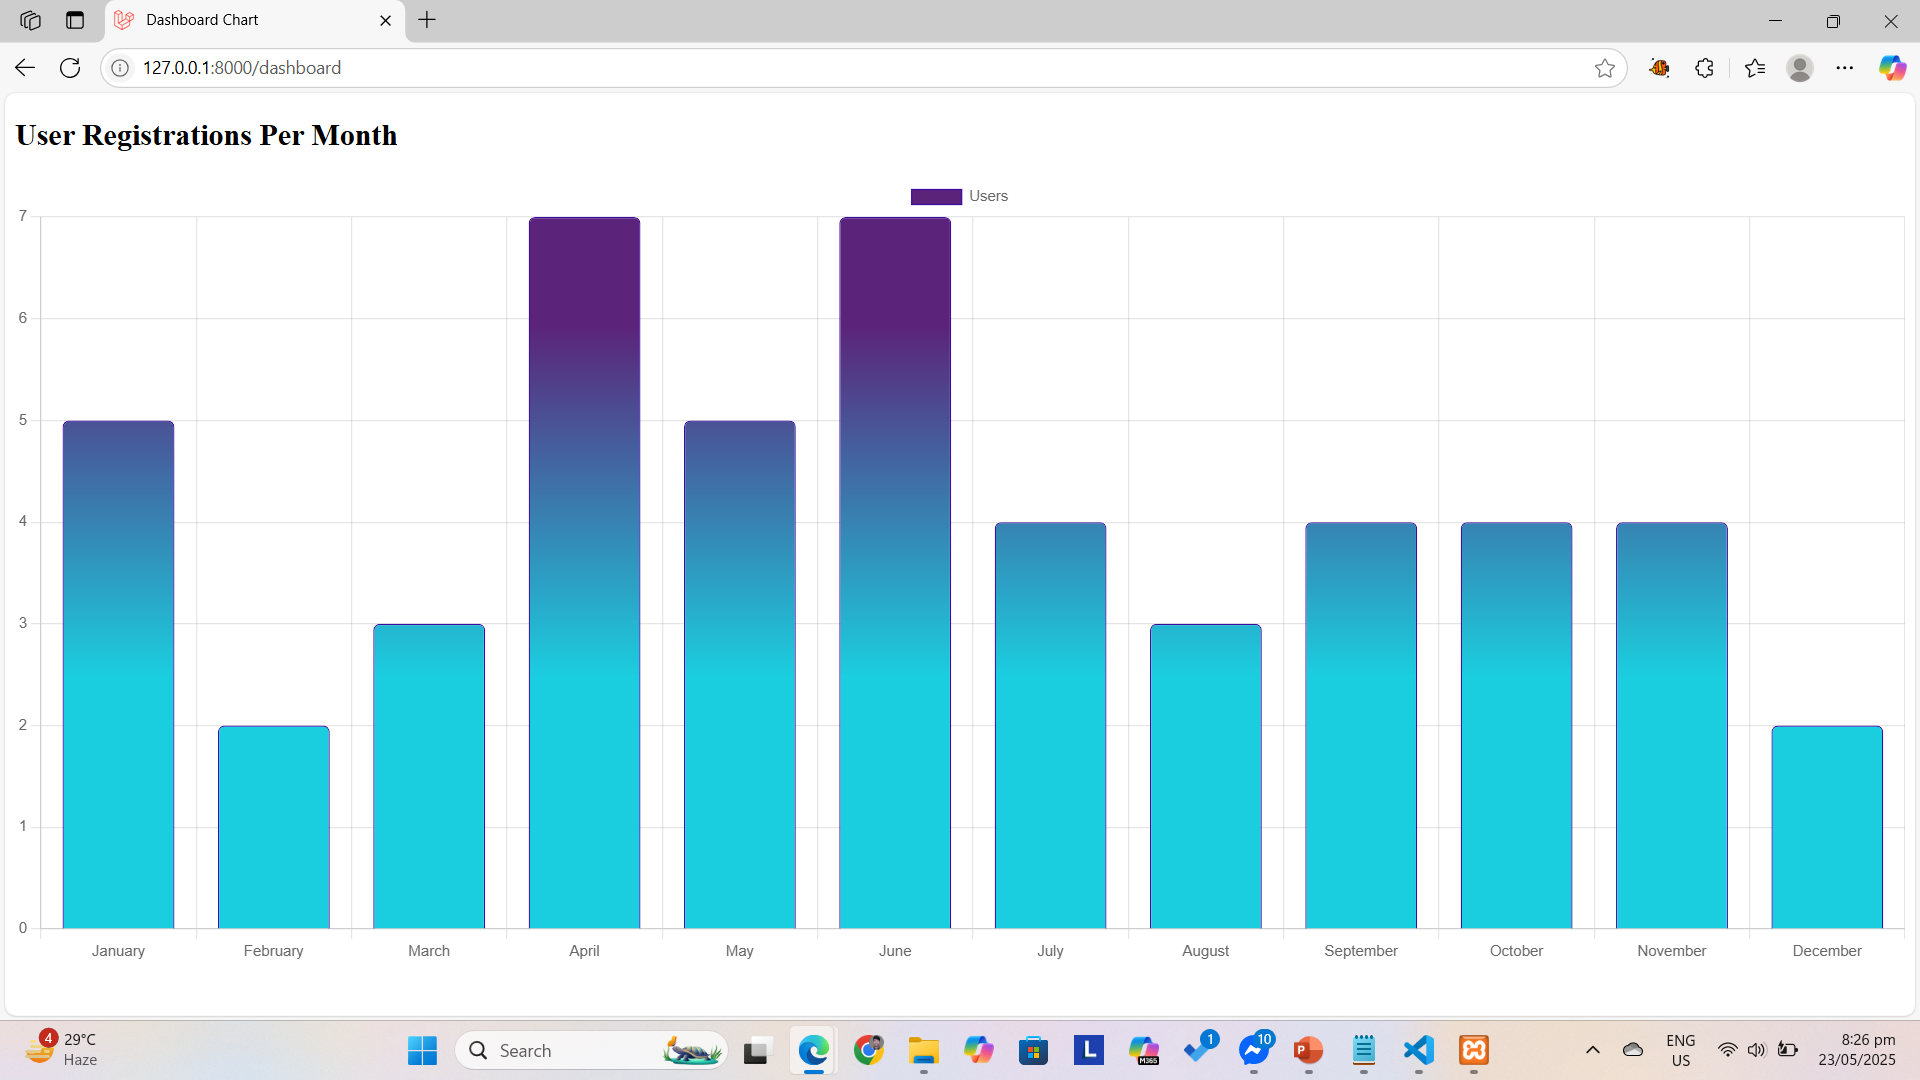 Dashboard Chart
127.0.0.1:8000/dashboard
User Registrations Per Month
Users
7
6
5
4
3
2
1
0
January February March April May June July August September October November December
4
29°C
Haze
Search
L
M365
1
10
P
ENG
US
8:26 pm
23/05/2025